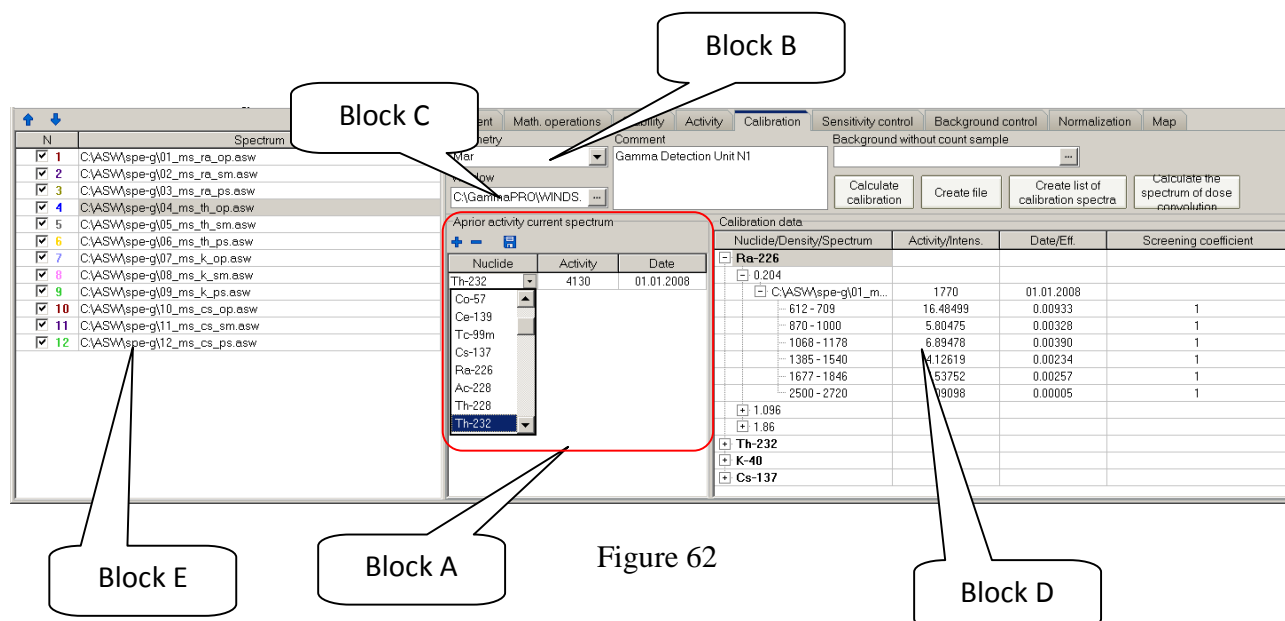 Block B
Block C
Math. operations Activity Calibration Sensitivity control Background control Normalization Map
N Spectrum
Comment Background without count sample
1 C:\ASW\spe-g\01_ms_ra_op.asw
2 C:\ASW\spe-g\02_ms_ra_sm.asw
3 C:\ASW\spe-g\03_ms_ra_ps.asw
4 C:\ASW\spe-g\04_ms_th_op.asw
5 C:\ASW\spe-g\05_ms_th_sm.asw
6 C:\ASW\spe-g\06_ms_th_ps.asw
7 C:\ASW\spe-g\07_ms_k_op.asw
8 C:\ASW\spe-g\08_ms_k_sm.asw
9 C:\ASW\spe-g\09_ms_k_ps.asw
10 C:\ASW\spe-g\10_ms_cs_op.asw
11 C:\ASW\spe-g\11_ms_cs_sm.asw
12 C:\ASW\spe-g\12_ms_cs_ps.asw
Mar Gamma Detection Unit N1 ...
C:\GammaPRO\WINDS. ...
Calculate calibration
Create file
Create list of calibration spectra
Calculate the spectrum of dose convolution
Aprior activity current spectrum
Nuclide Activity Date
Th-232 4130 01.01.2008
Co-57
Ce-139
Tc-99m
Cs-137
Ra-226
Ac-228
Th-228
Th-232
Calibration data
Nuclide/Density/Spectrum Activity/Intens. Date/Eff. Screening coefficient
Ra-226
0.204
C:\ASW\spe-g\01_m... 1770 01.01.2008
612 - 709 16.48499 0.00933 1
870 - 1000 5.80475 0.00328 1
1068 - 1178 6.89478 0.00390 1
1385 - 1540 4.12619 0.00234 1
1677 - 1846 .53752 0.00257 1
2500 - 2720 .09098 0.00005 1
1.096
1.86
Th-232
K-40
Cs-137
Block E
Block A
Figure 62
Block D